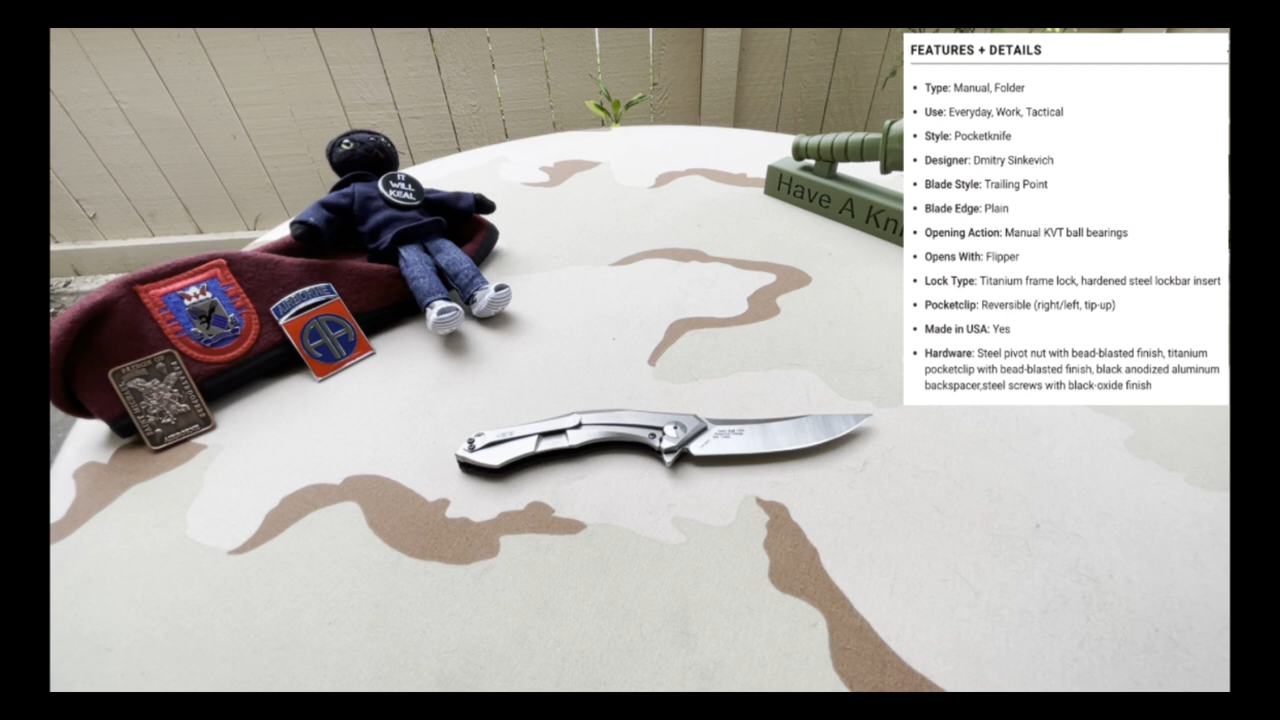 FEATURES + DETAILS
• Type: Manual, Folder
• Use: Everyday, Work, Tactical
• Style: Pocketknife
• Designer: Dmitry Sinkevich
• Blade Style: Trailing Point
• Blade Edge: Plain
• Opening Action: Manual KVT ball bearings
• Opens With: Flipper
• Lock Type: Titanium frame lock, hardened steel lockbar insert
• Pocketclip: Reversible (right/left, tip-up)
• Made in USA: Yes
• Hardware: Steel pivot nut with bead-blasted finish, titanium
pocketclip with bead-blasted finish, black anodized aluminum
backspacer,steel screws with black-oxide finish
IT
WILL
KEAL
Have A Kni
AIRBORNE
AA